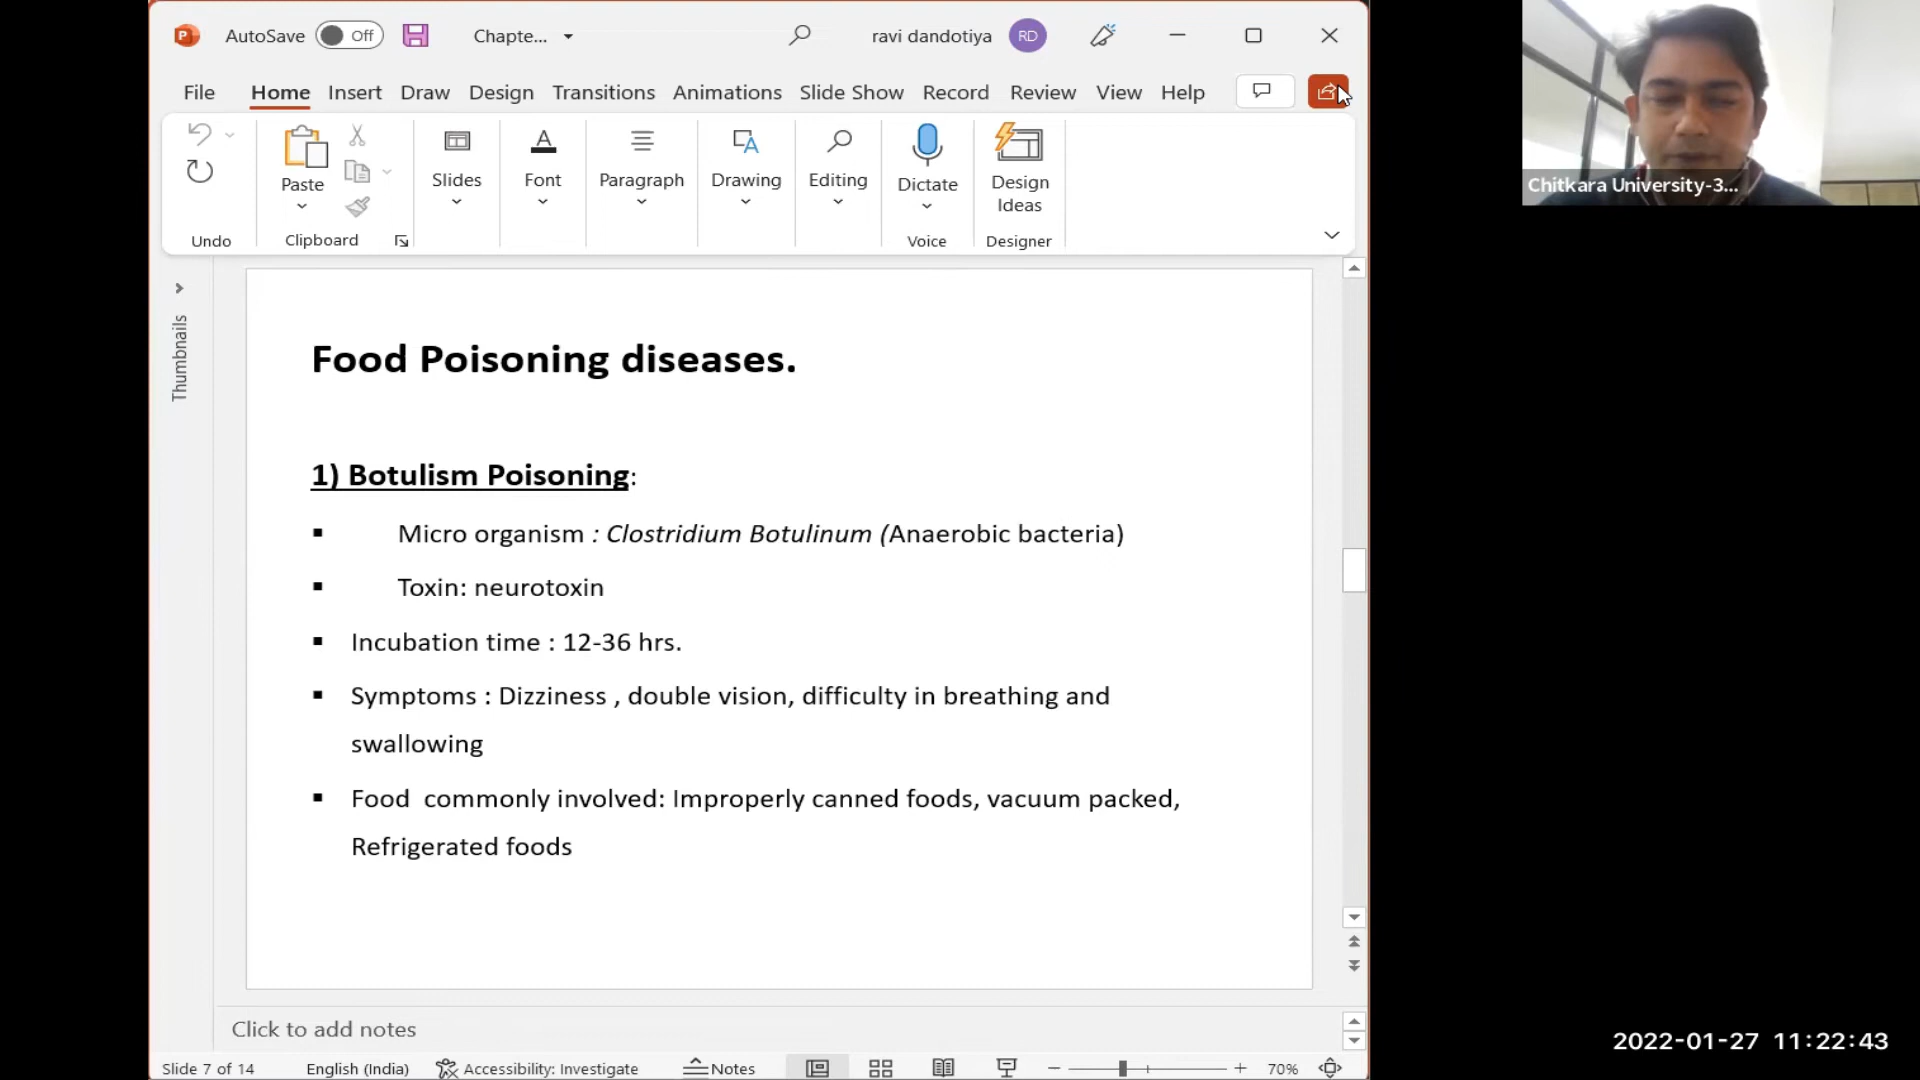 AutoSave Off Chapte... ravi dandotiya RD
File Home Insert Draw Design Transitions Animations Slide Show Record Review View Help
Paste Slides Font Paragraph Drawing Editing Dictate Design Ideas
Undo Clipboard Voice Designer
Thumbnails
Food Poisoning diseases.
1) Botulism Poisoning:
▪ Micro organism : Clostridium Botulinum (Anaerobic bacteria)
▪ Toxin: neurotoxin
▪ Incubation time : 12-36 hrs.
▪ Symptoms : Dizziness , double vision, difficulty in breathing and
swallowing
▪ Food commonly involved: Improperly canned foods, vacuum packed,
Refrigerated foods
Click to add notes
Slide 7 of 14 English (India) Accessibility: Investigate Notes 70%
Chitkara University-3...
2022-01-27 11:22:43